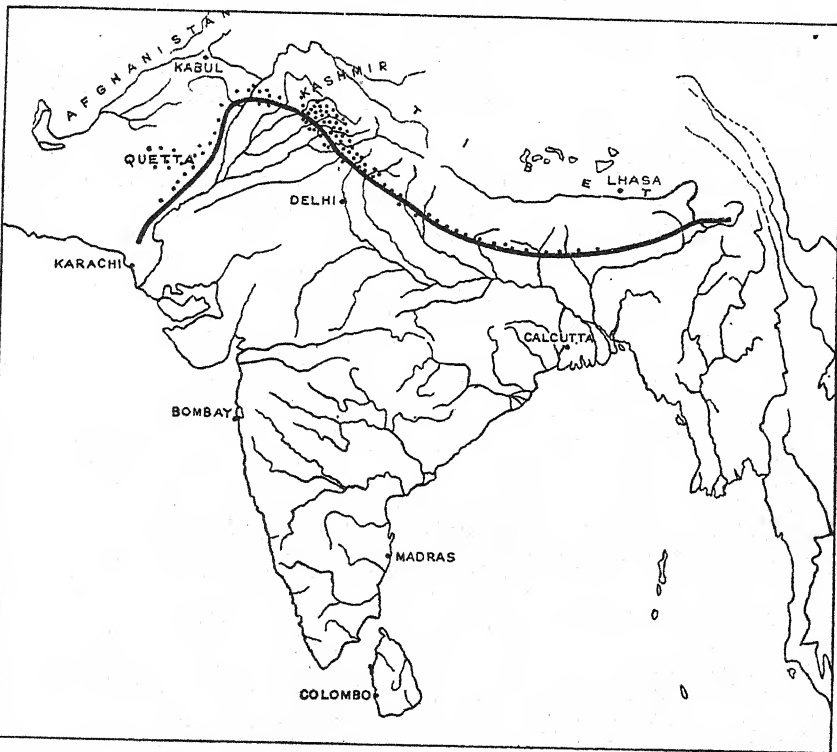 AFGHANISTAN
KABUL
KASHMIR
QUETTA
TIBET
LHASA
DELHI
KARACHI
CALCUTTA
BOMBAY
MADRAS
COLOMBO